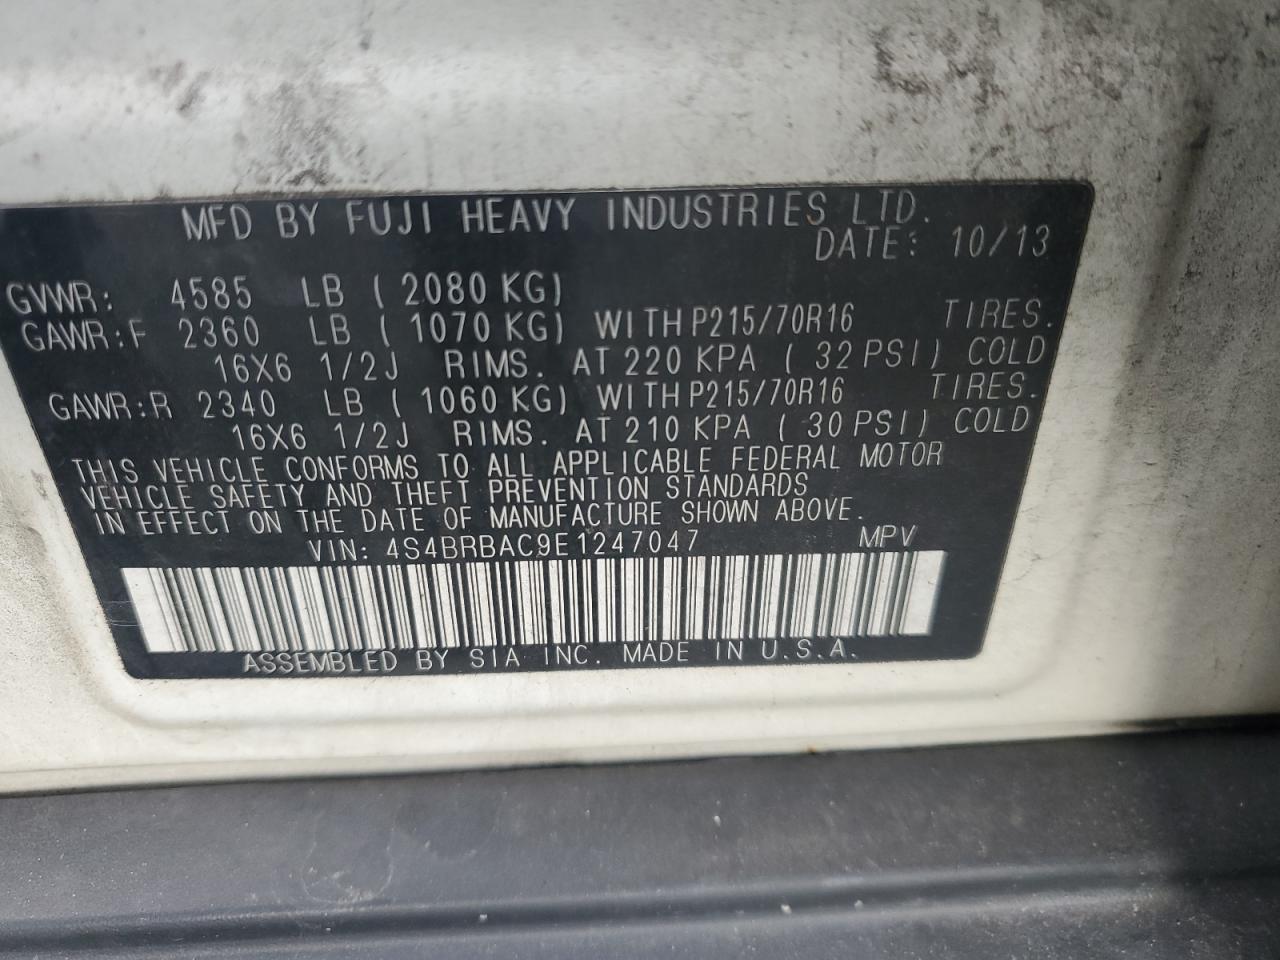 MFD BY FUJI HEAVY INDUSTRIES LTD.
DATE: 10/13
GVWR: 4585 LB ( 2080 KG)
GAWR:F 2360 LB ( 1070 KG) WITH P215/70R16 TIRES.
16X6 1/2J RIMS. AT 220 KPA ( 32 PSI) COLD
GAWR:R 2340 LB ( 1060 KG) WITH P215/70R16 TIRES.
16X6 1/2J RIMS. AT 210 KPA ( 30 PSI) COLD
THIS VEHICLE CONFORMS TO ALL APPLICABLE FEDERAL MOTOR
VEHICLE SAFETY AND THEFT PREVENTION STANDARDS
IN EFFECT ON THE DATE OF MANUFACTURE SHOWN ABOVE.
VIN: 4S4BRBAC9E1247047 MPV
ASSEMBLED BY SIA INC. MADE IN U.S.A.